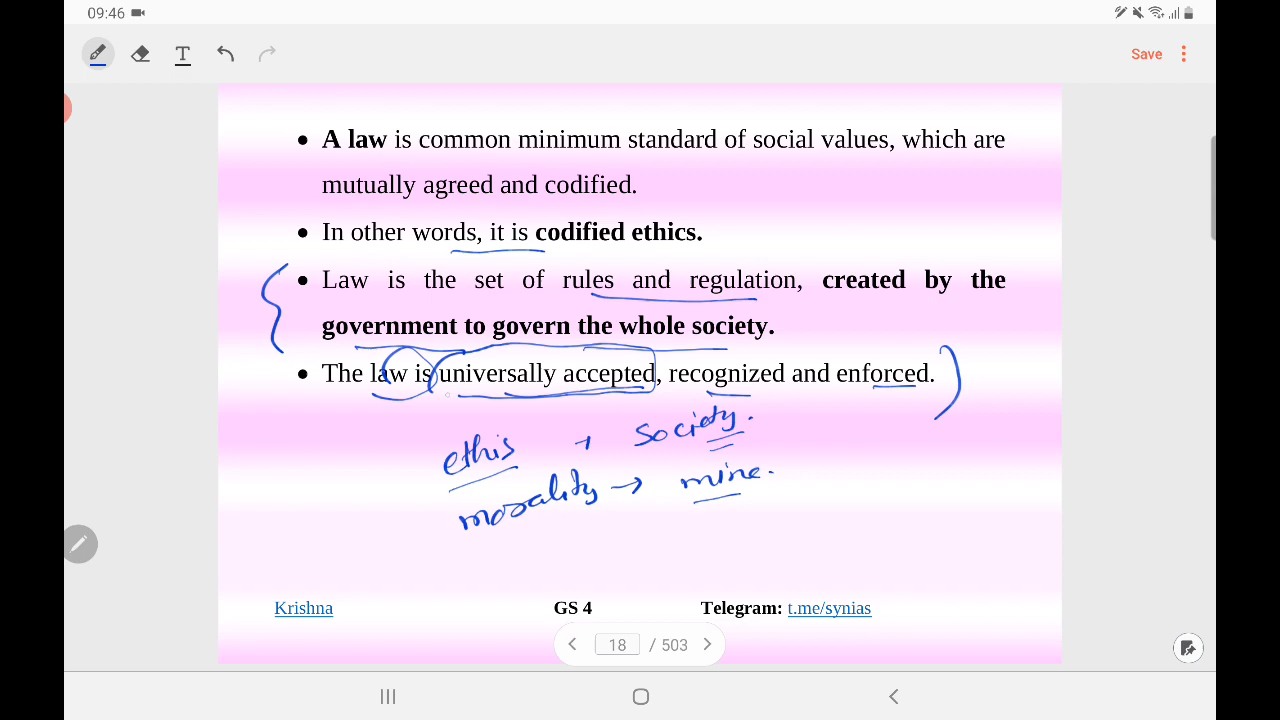 09:46
T
Save
• A law is common minimum standard of social values, which are
mutually agreed and codified.
• In other words, it is codified ethics.
• Law is the set of rules and regulation, created by the
government to govern the whole society.
• The law is universally accepted, recognized and enforced.
ethis → society.
morality → mine.
Krishna GS 4 Telegram: t.me/synias
18 / 503